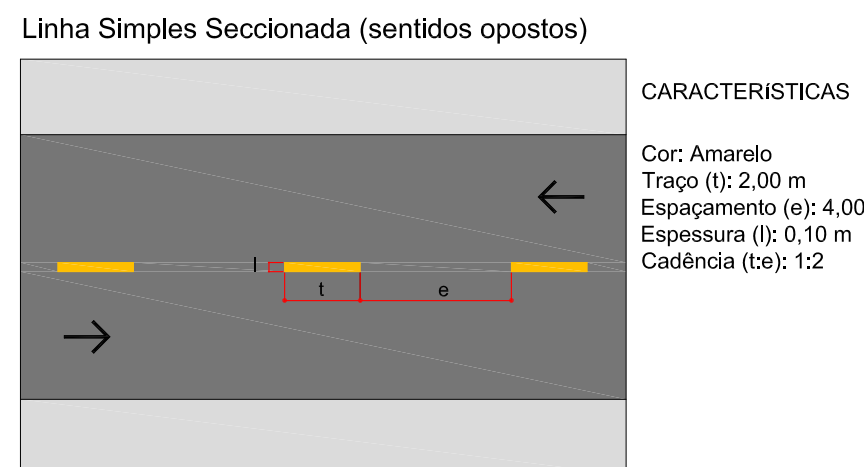 Linha Simples Seccionada (sentidos opostos)
CARACTERíSTICAS
Cor: Amarelo
Traço (t): 2,00 m
Espaçamento (e): 4,00
Espessura (l): 0,10 m
Cadência (t:e): 1:2
l
t
e